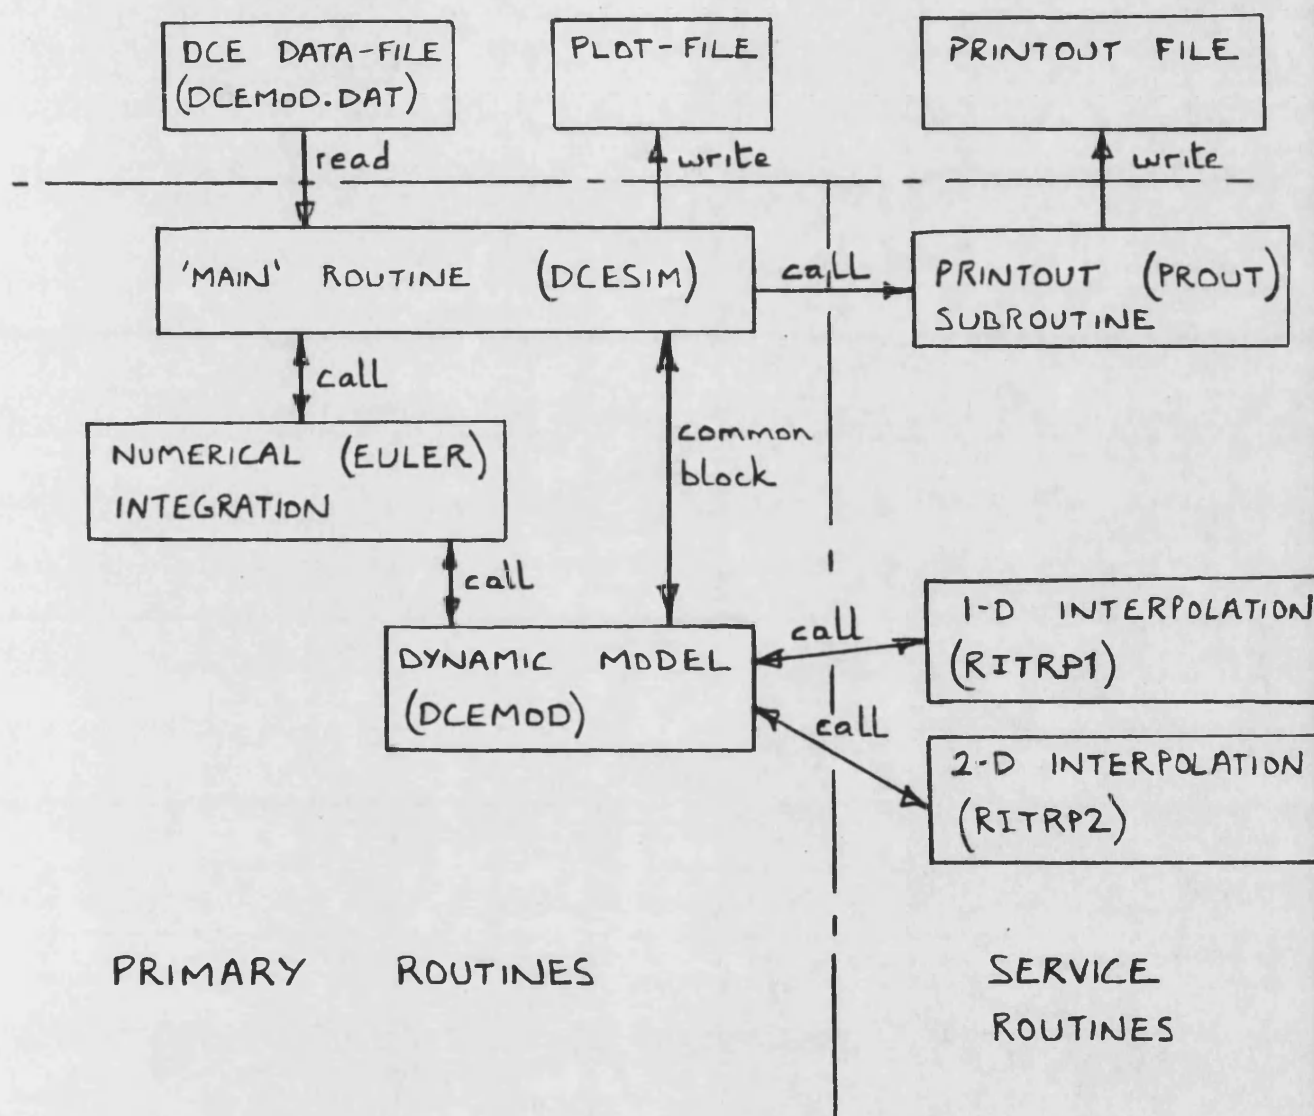 DCE DATA-FILE
(DCEMOD.DAT)
PLOT-FILE
PRINTOUT FILE
read
write
write
'MAIN' ROUTINE (DCESIM)
call
PRINTOUT (PROUT)
SUBROUTINE
call
common
block
NUMERICAL (EULER)
INTEGRATION
call
DYNAMIC MODEL
(DCEMOD)
call
1-D INTERPOLATION
(RITRP1)
call
2-D INTERPOLATION
(RITRP2)
PRIMARY ROUTINES
SERVICE
ROUTINES